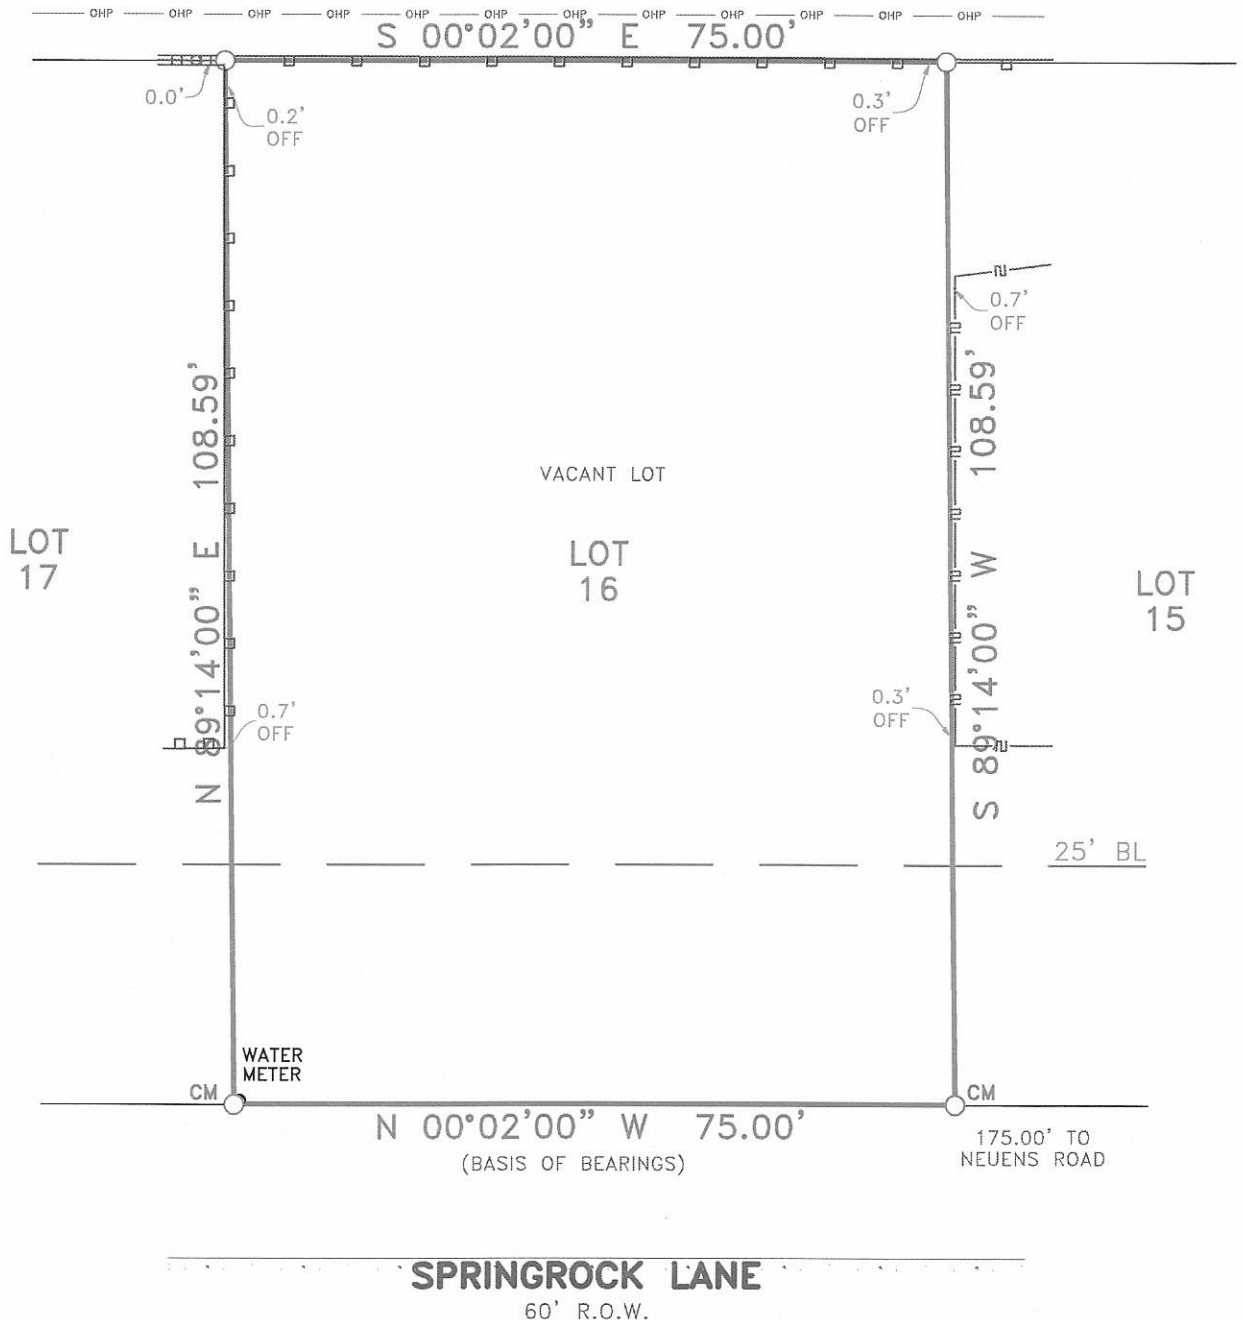 OHP OHP OHP OHP OHP OHP OHP OHP OHP OHP OHP OHP
S 00°02'00" E 75.00'
0.0'
0.2'
OFF
0.3'
OFF
0.7'
OFF
N 89°14'00" E 108.59'
S 89°14'00" W 108.59'
VACANT LOT
LOT
17
LOT
16
LOT
15
0.7'
OFF
0.3'
OFF
25' BL
WATER
METER
CM
CM
N 00°02'00" W 75.00'
(BASIS OF BEARINGS)
175.00' TO
NEUENS ROAD
SPRINGROCK LANE
60' R.O.W.